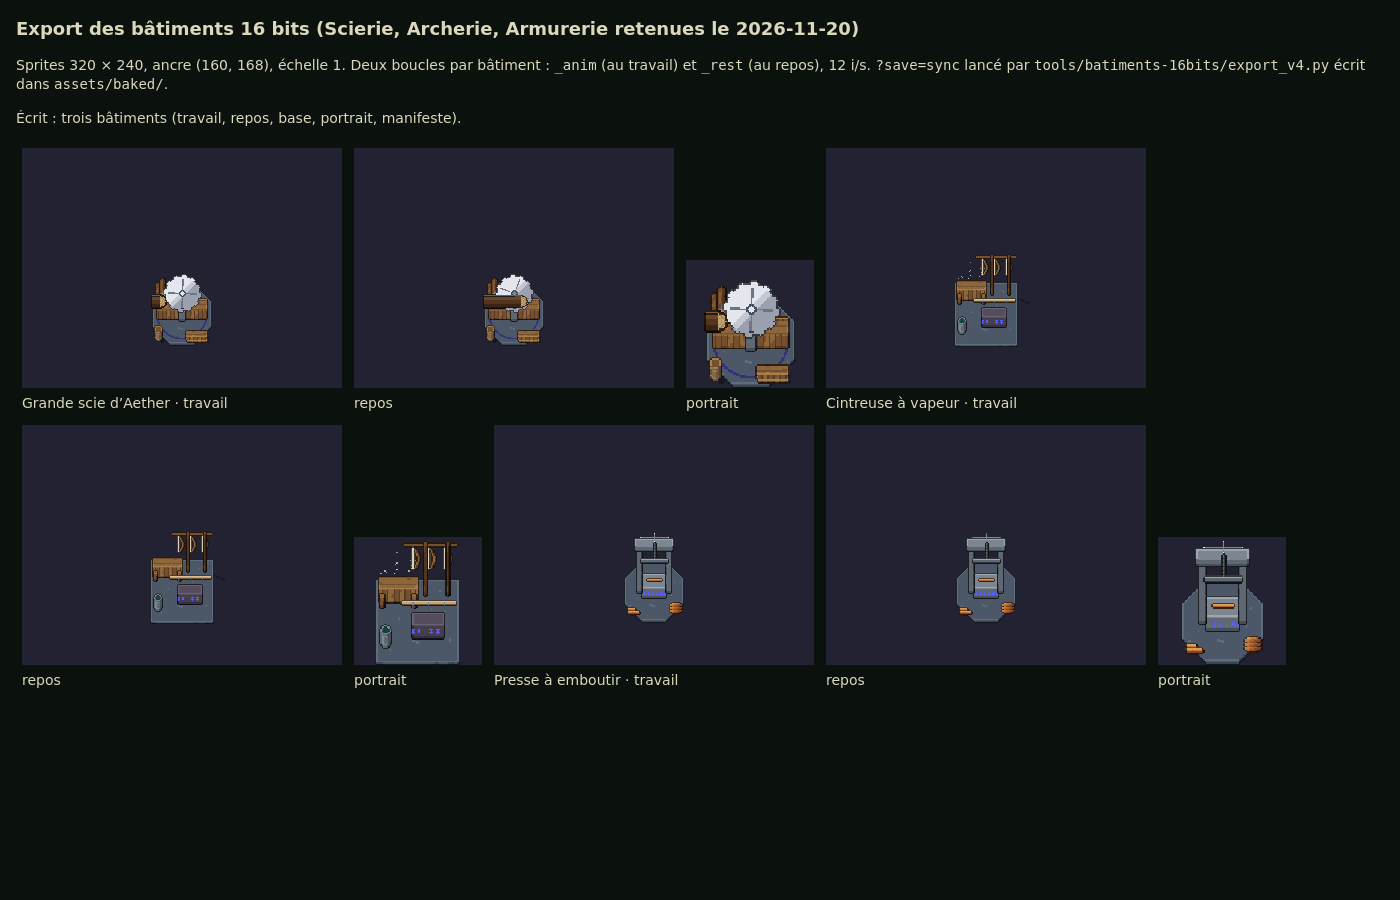 Export des bâtiments 16 bits (Scierie, Archerie, Armurerie retenues le 2026-11-20)
Sprites 320 × 240, ancre (160, 168), échelle 1. Deux boucles par bâtiment : _anim (au travail) et _rest (au repos), 12 i/s. ?save=sync lancé par tools/batiments-16bits/export_v4.py écrit
dans assets/baked/.
Écrit : trois bâtiments (travail, repos, base, portrait, manifeste).
Grande scie d’Aether · travail
repos
portrait
Cintreuse à vapeur · travail
repos
portrait
Presse à emboutir · travail
repos
portrait